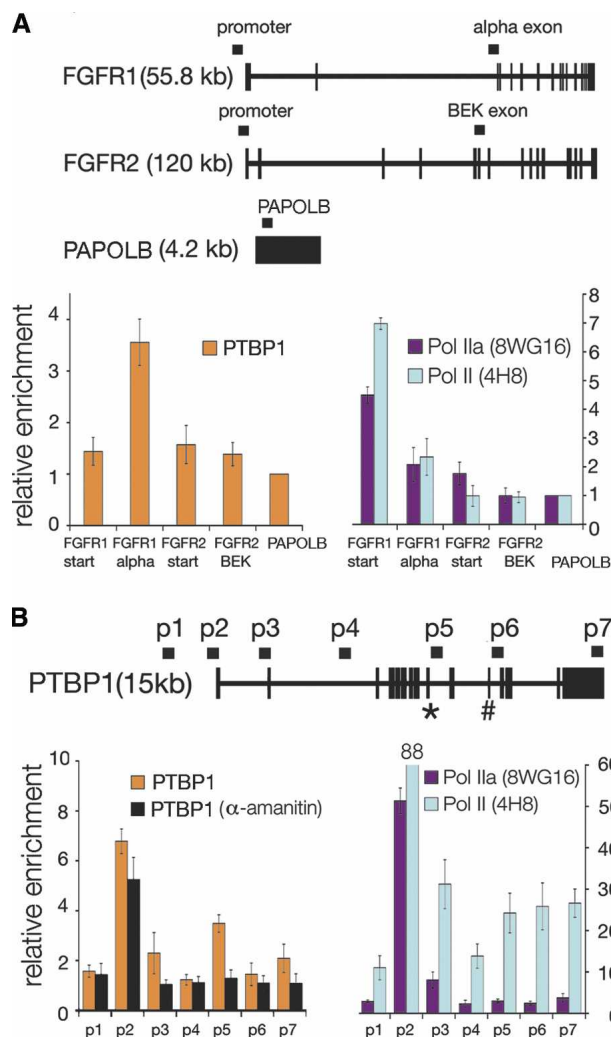 A
promoter alpha exon
FGFR1(55.8 kb)
promoter BEK exon
FGFR2 (120 kb)
PAPOLB
PAPOLB (4.2 kb)
relative enrichment
4
3
2
1
0
PTBP1
FGFR1 start
FGFR1 alpha
FGFR2 start
FGFR2 BEK
PAPOLB
Pol IIa (8WG16)
Pol II (4H8)
8
7
6
5
4
3
2
1
0
FGFR1 start
FGFR1 alpha
FGFR2 start
FGFR2 BEK
PAPOLB
B
p1 p2 p3 p4 p5 p6 p7
PTBP1(15kb)
* #
relative enrichment
10
8
6
4
2
0
PTBP1
PTBP1 (α-amanitin)
p1 p2 p3 p4 p5 p6 p7
88
Pol IIa (8WG16)
Pol II (4H8)
50
40
30
20
10
p1 p2 p3 p4 p5 p6 p7